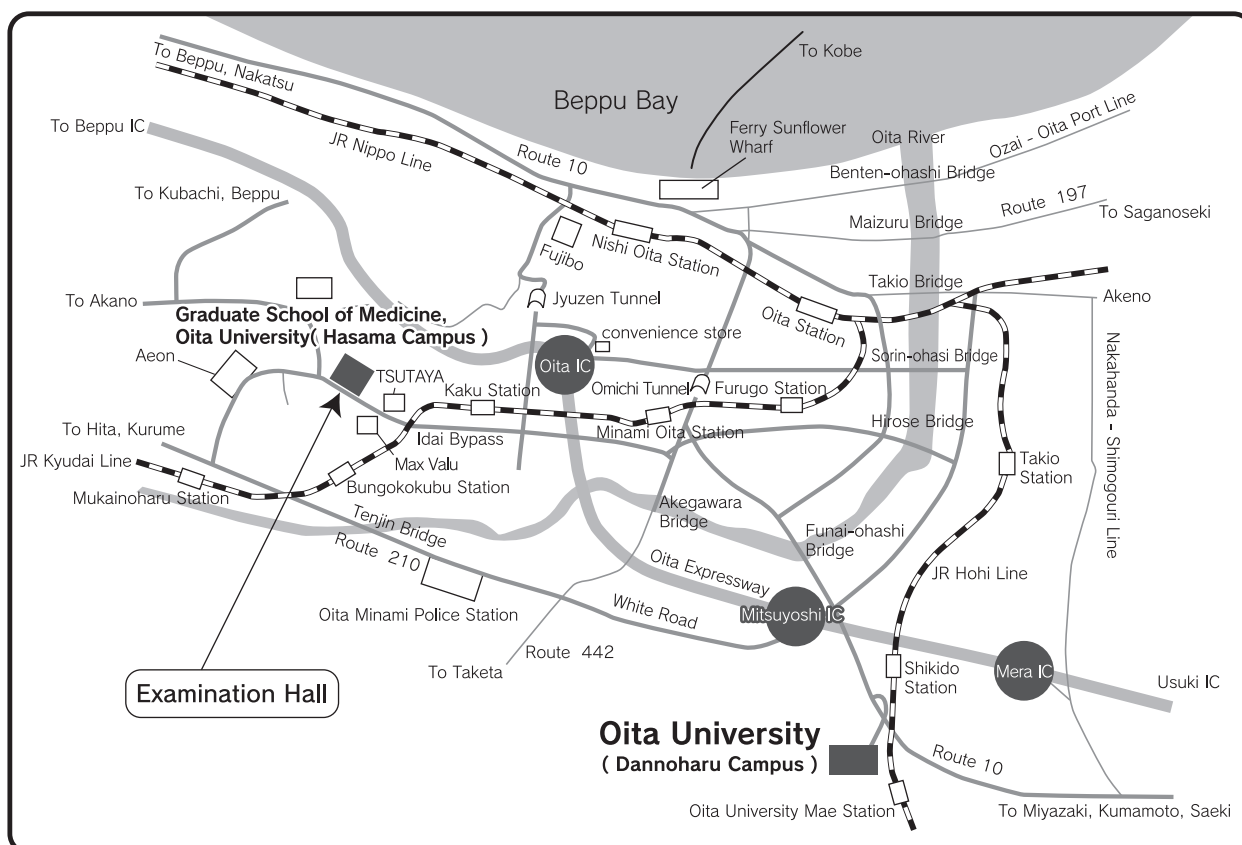 To Kobe
To Beppu, Nakatsu
Beppu Bay
To Beppu IC
JR Nippo Line
Route 10
Ferry Sunflower
Wharf
Oita River
Ozai - Oita Port Line
Benten-ohashi Bridge
To Kubachi, Beppu
Maizuru Bridge
Route 197
To Saganoseki
Fujibo
Nishi Oita Station
Takio Bridge
To Akano
Jyuzen Tunnel
Akeno
Graduate School of Medicine,
Oita University( Hasama Campus )
Oita Station
convenience store
Sorin-ohasi Bridge
Aeon
TSUTAYA
Oita IC
Kaku Station
Omichi Tunnel
Furugo Station
Nakahanda - Shimogouri Line
Hirose Bridge
To Hita, Kurume
Idai Bypass
Minami Oita Station
JR Kyudai Line
Max Valu
Bungokokubu Station
Takio
Station
Mukainoharu Station
Tenjin Bridge
Akegawara
Bridge
Funai-ohashi
Bridge
Route 210
Oita Expressway
JR Hohi Line
Oita Minami Police Station
White Road
Mitsuyoshi IC
To Taketa
Route 442
Shikido
Station
Mera IC
Usuki IC
Examination Hall
Oita University
( Dannoharu Campus )
Route 10
Oita University Mae Station
To Miyazaki, Kumamoto, Saeki